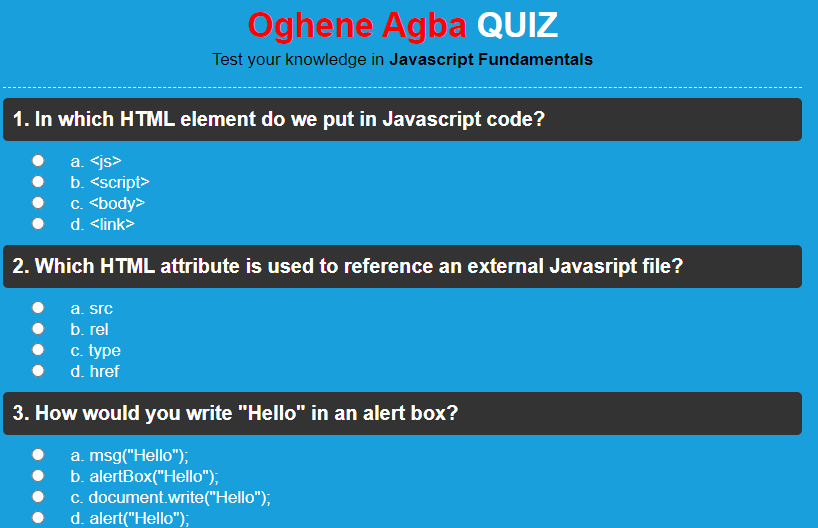 Oghene Agba QUIZ
Test your knowledge in Javascript Fundamentals
1. In which HTML element do we put in Javascript code?
a. <js>
b. <script>
c. <body>
d. <link>
2. Which HTML attribute is used to reference an external Javasript file?
a. src
b. rel
c. type
d. href
3. How would you write "Hello" in an alert box?
a. msg("Hello");
b. alertBox("Hello");
c. document.write("Hello");
d. alert("Hello");